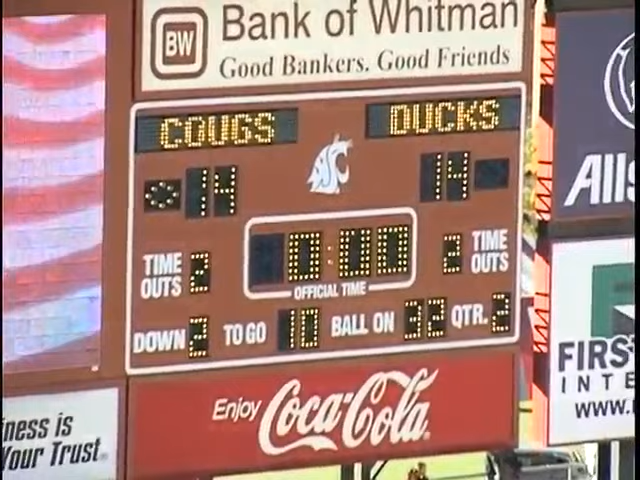 BW Bank of Whitman
Good Bankers. Good Friends
COUGS DUCKS
14 14
0:00
TIME OUTS 2
2 TIME OUTS
OFFICIAL TIME
DOWN 2 TO GO 10 BALL ON 32 QTR. 2
Enjoy
Coca-Cola
ness is
Your Trust
Alls
FIRS
INTE
www.